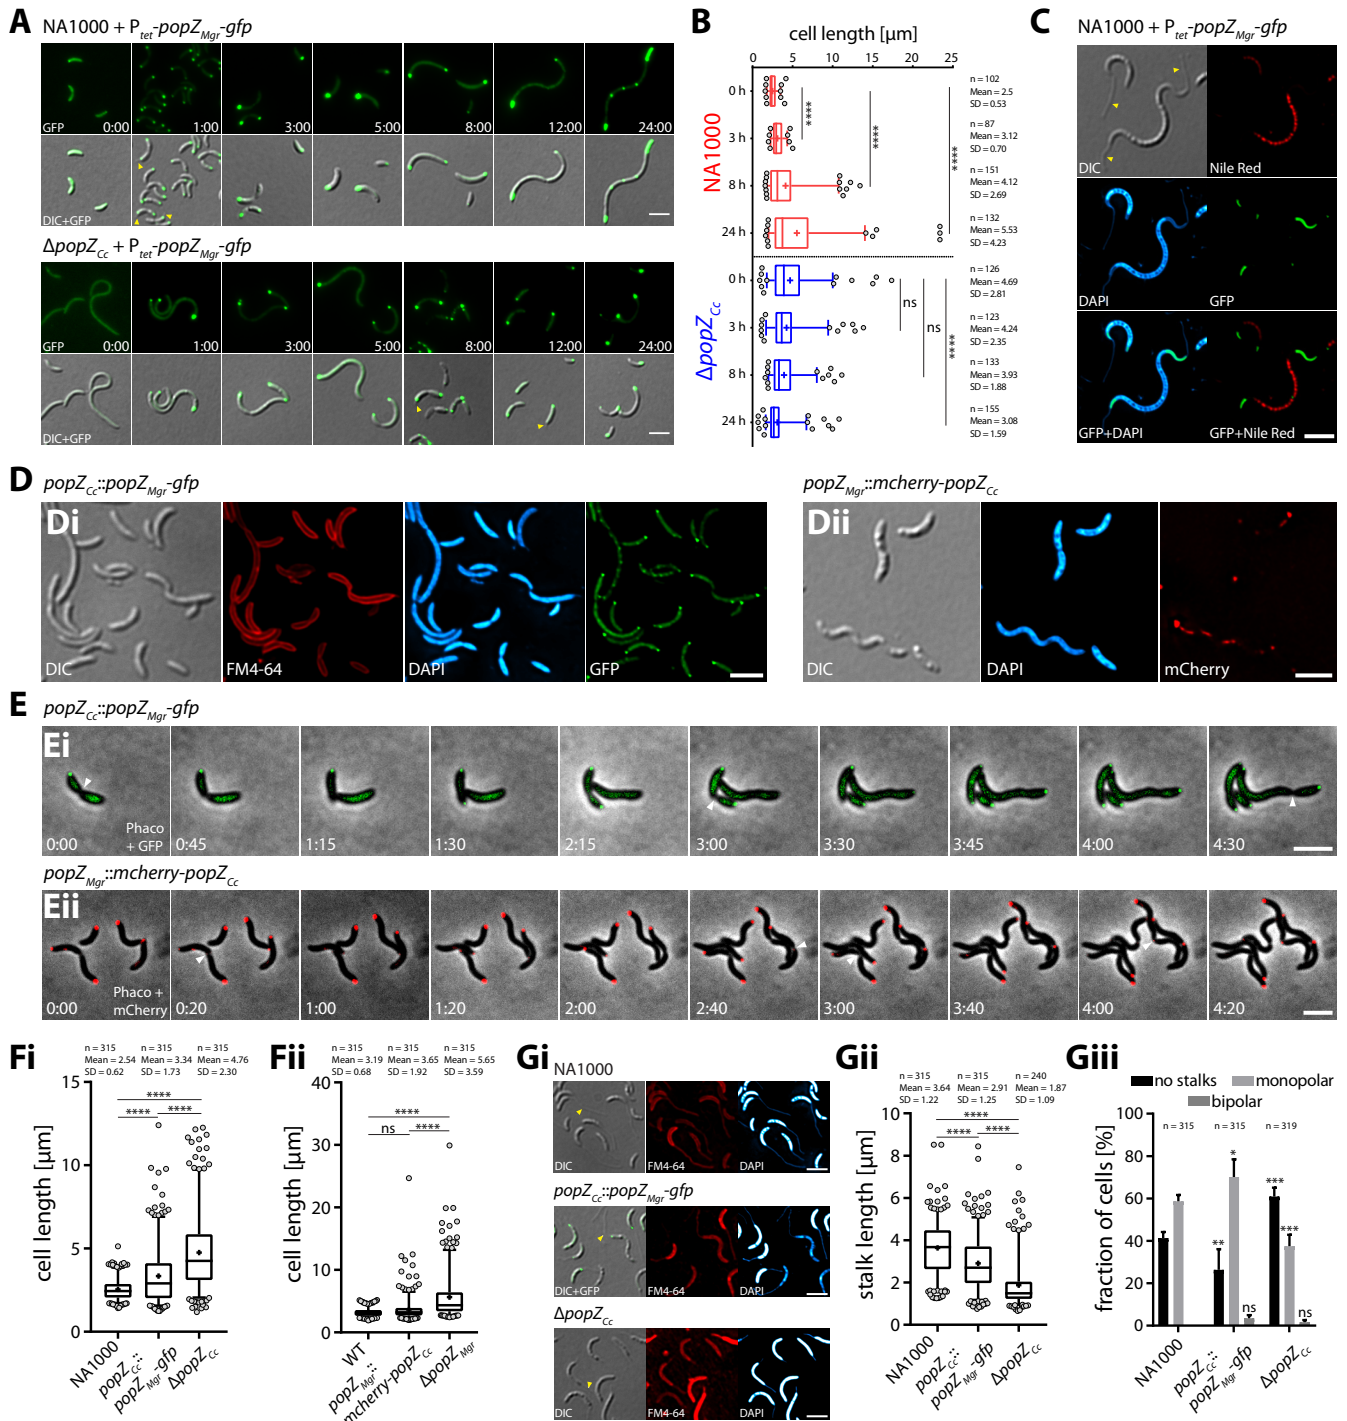 A
NA1000 + Ptet-popZMgr-gfp
GFP
0:00
1:00
3:00
5:00
8:00
12:00
24:00
DIC+GFP
ΔpopZCc + Ptet-popZMgr-gfp
GFP
0:00
1:00
3:00
5:00
8:00
12:00
24:00
DIC+GFP
B
cell length [µm]
0 5 10 15 20 25
NA1000
0 h
3 h
8 h
24 h
****
****
****
n = 102
Mean = 2.5
SD = 0.53
n = 87
Mean = 3.12
SD = 0.70
n = 151
Mean = 4.12
SD = 2.69
n = 132
Mean = 5.53
SD = 4.23
ΔpopZCc
0 h
3 h
8 h
24 h
ns
ns
****
n = 126
Mean = 4.69
SD = 2.81
n = 123
Mean = 4.24
SD = 2.35
n = 133
Mean = 3.93
SD = 1.88
n = 155
Mean = 3.08
SD = 1.59
C
NA1000 + Ptet-popZMgr-gfp
DIC
Nile Red
DAPI
GFP
GFP+DAPI
GFP+Nile Red
D
popZCc::popZMgr-gfp
Di
DIC
FM4-64
DAPI
GFP
popZMgr::mcherry-popZCc
Dii
DIC
DAPI
mCherry
E
popZCc::popZMgr-gfp
Ei
Phaco
+ GFP
0:00
0:45
1:15
1:30
2:15
3:00
3:30
3:45
4:00
4:30
popZMgr::mcherry-popZCc
Eii
Phaco +
mCherry
0:00
0:20
1:00
1:20
2:00
2:40
3:00
3:40
4:00
4:20
Fi
n = 315 n = 315 n = 315
Mean = 2.54 Mean = 3.34 Mean = 4.76
SD = 0.62 SD = 1.73 SD = 2.30
cell length [µm]
15
10
5
0
****
**** ****
NA1000
popZCc::
popZMgr-gfp
ΔpopZCc
Fii
n = 315 n = 315 n = 315
Mean = 3.19 Mean = 3.65 Mean = 5.65
SD = 0.68 SD = 1.92 SD = 3.59
cell length [µm]
40
30
20
10
0
****
ns ****
WT
popZMgr::
mcherry-popZCc
ΔpopZMgr
Gi
NA1000
DIC
FM4-64
DAPI
popZCc::popZMgr-gfp
DIC+GFP
FM4-64
DAPI
ΔpopZCc
DIC
FM4-64
DAPI
Gii
n = 315 n = 315 n = 240
Mean = 3.64 Mean = 2.91 Mean = 1.87
SD = 1.22 SD = 1.25 SD = 1.09
stalk length [µm]
10
8
6
4
2
0
****
**** ****
NA1000
popZCc::
popZMgr-gfp
ΔpopZCc
Giii
no stalks
monopolar
bipolar
n = 315 n = 315 n = 319
fraction of cells [%]
100
80
60
40
20
0
**
*
ns
***
***
ns
NA1000
popZCc::
popZMgr-gfp
ΔpopZCc